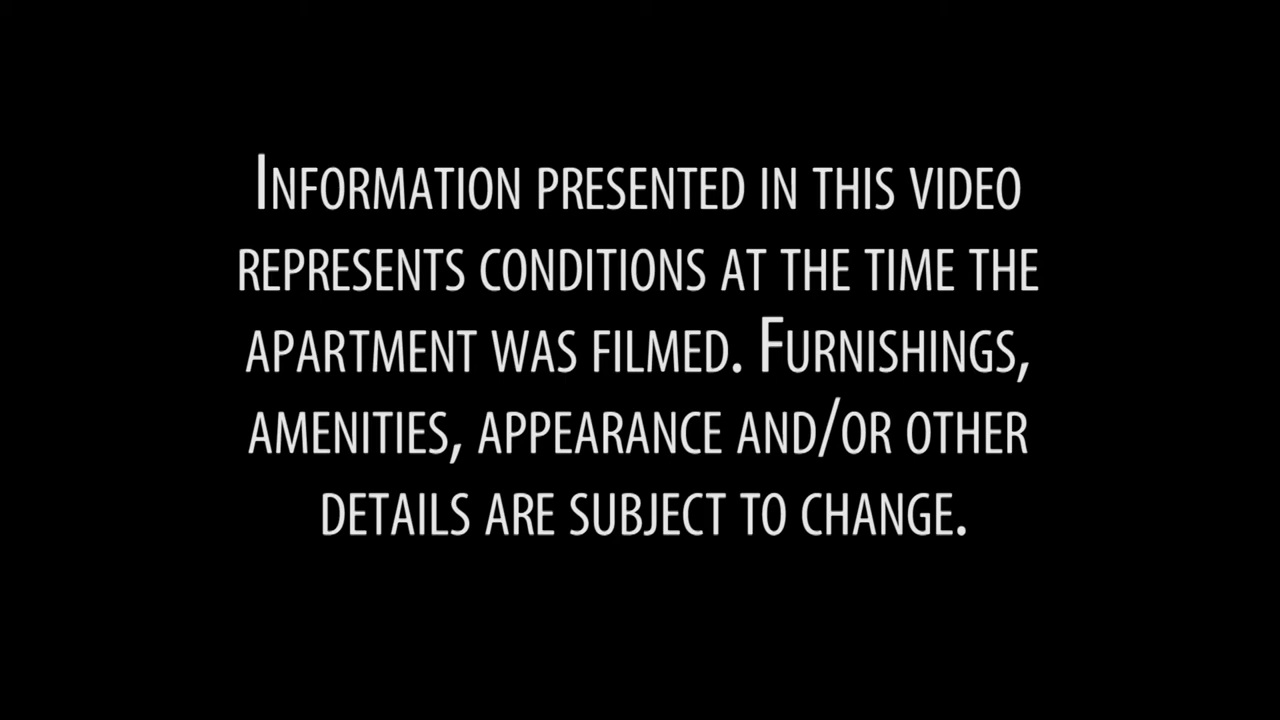 Information presented in this video
represents conditions at the time the
apartment was filmed. Furnishings,
amenities, appearance and/or other
details are subject to change.